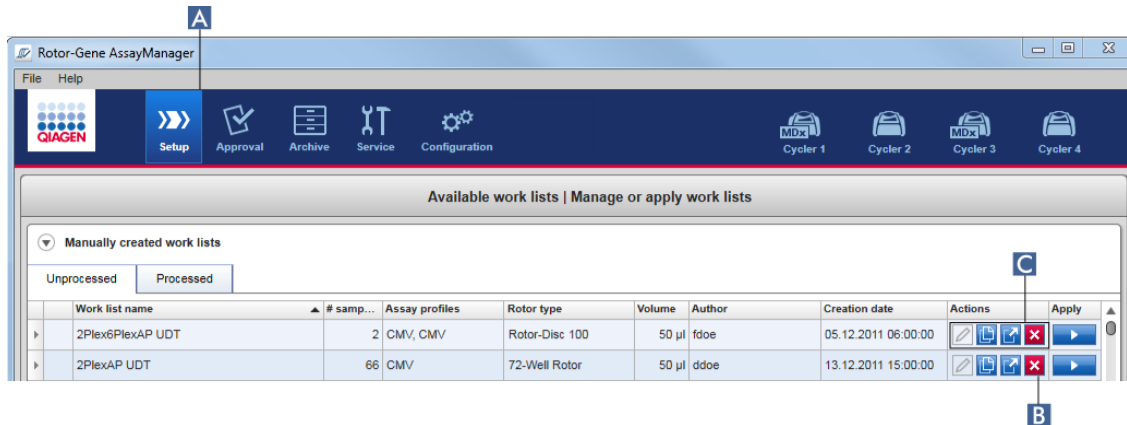 A
Rotor-Gene AssayManager
File Help
QIAGEN
Setup Approval Archive Service Configuration
MDx Cycler 1 Cycler 2 MDx Cycler 3 Cycler 4
Available work lists | Manage or apply work lists
Manually created work lists
C
Unprocessed Processed
Work list name # samp... Assay profiles Rotor type Volume Author Creation date Actions Apply
2Plex6PlexAP UDT 2 CMV, CMV Rotor-Disc 100 50 µl fdoe 05.12.2011 06:00:00
2PlexAP UDT 66 CMV 72-Well Rotor 50 µl ddoe 13.12.2011 15:00:00
B